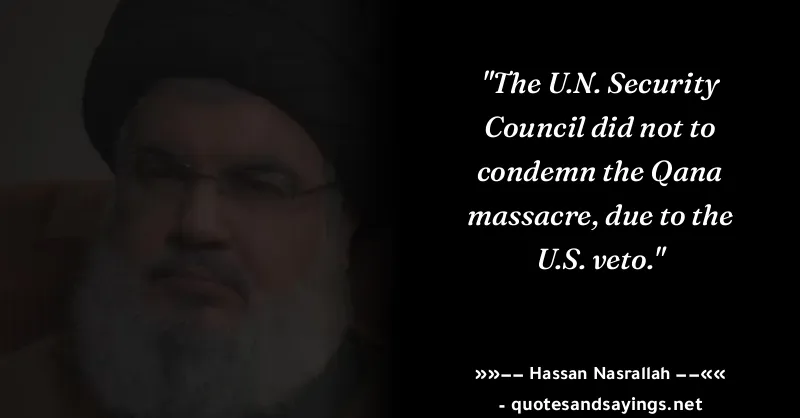 "The U.N. Security
Council did not to
condemn the Qana
massacre, due to the
U.S. veto."
»»−− Hassan Nasrallah −−««
- quotesandsayings.net